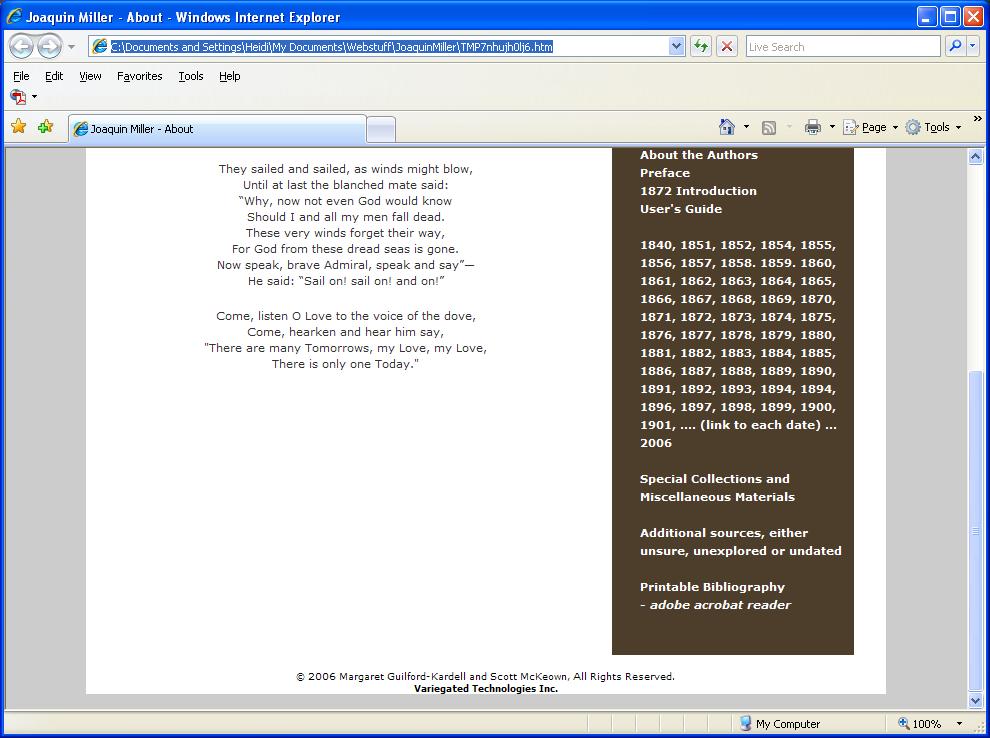 Joaquin Miller - About - Windows Internet Explorer
C:\Documents and Settings\Heidi\My Documents\Webstuff\JoaquinMiller\TMP7nhujh0lj6.htm
Live Search
File Edit View Favorites Tools Help
Joaquin Miller - About
Page Tools
They sailed and sailed, as winds might blow,
Until at last the blanched mate said:
“Why, now not even God would know
Should I and all my men fall dead.
These very winds forget their way,
For God from these dread seas is gone.
Now speak, brave Admiral, speak and say”—
He said: “Sail on! sail on! and on!”
Come, listen O Love to the voice of the dove,
Come, hearken and hear him say,
"There are many Tomorrows, my Love, my Love,
There is only one Today."
About the Authors
Preface
1872 Introduction
User's Guide
1840, 1851, 1852, 1854, 1855,
1856, 1857, 1858. 1859. 1860,
1861, 1862, 1863, 1864, 1865,
1866, 1867, 1868, 1869, 1870,
1871, 1872, 1873, 1874, 1875,
1876, 1877, 1878, 1879, 1880,
1881, 1882, 1883, 1884, 1885,
1886, 1887, 1888, 1889, 1890,
1891, 1892, 1893, 1894, 1894,
1896, 1897, 1898, 1899, 1900,
1901, .... (link to each date) ...
2006
Special Collections and
Miscellaneous Materials
Additional sources, either
unsure, unexplored or undated
Printable Bibliography
- adobe acrobat reader
© 2006 Margaret Guilford-Kardell and Scott McKeown, All Rights Reserved.
Variegated Technologies Inc.
My Computer
100%